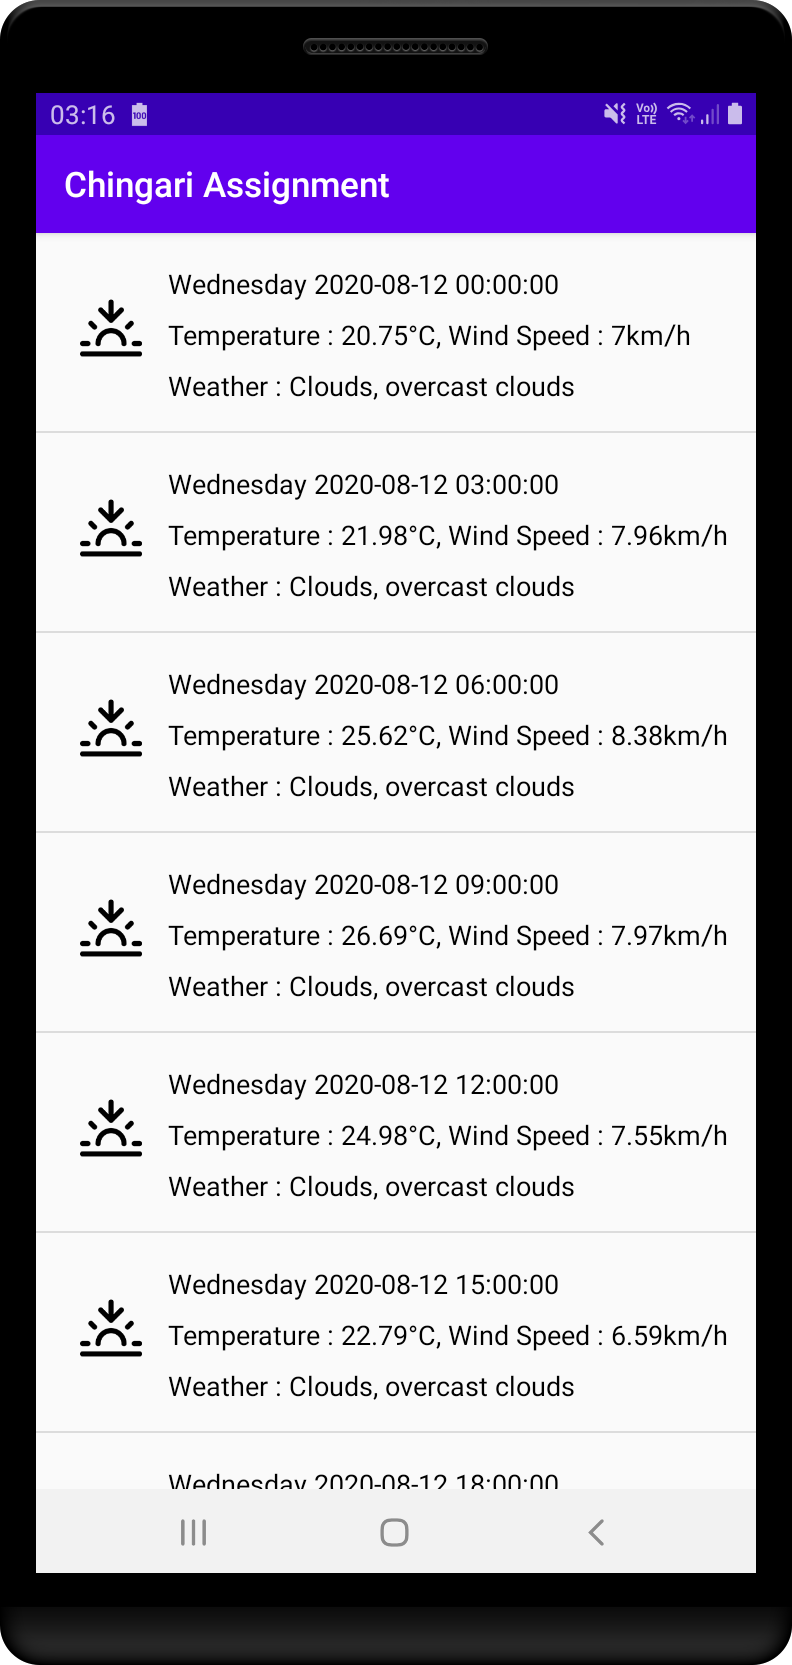 03:16 100 Vo)) LTE
Chingari Assignment
Wednesday 2020-08-12 00:00:00
Temperature : 20.75°C, Wind Speed : 7km/h
Weather : Clouds, overcast clouds
Wednesday 2020-08-12 03:00:00
Temperature : 21.98°C, Wind Speed : 7.96km/h
Weather : Clouds, overcast clouds
Wednesday 2020-08-12 06:00:00
Temperature : 25.62°C, Wind Speed : 8.38km/h
Weather : Clouds, overcast clouds
Wednesday 2020-08-12 09:00:00
Temperature : 26.69°C, Wind Speed : 7.97km/h
Weather : Clouds, overcast clouds
Wednesday 2020-08-12 12:00:00
Temperature : 24.98°C, Wind Speed : 7.55km/h
Weather : Clouds, overcast clouds
Wednesday 2020-08-12 15:00:00
Temperature : 22.79°C, Wind Speed : 6.59km/h
Weather : Clouds, overcast clouds
Wednesday 2020-08-12 18:00:00